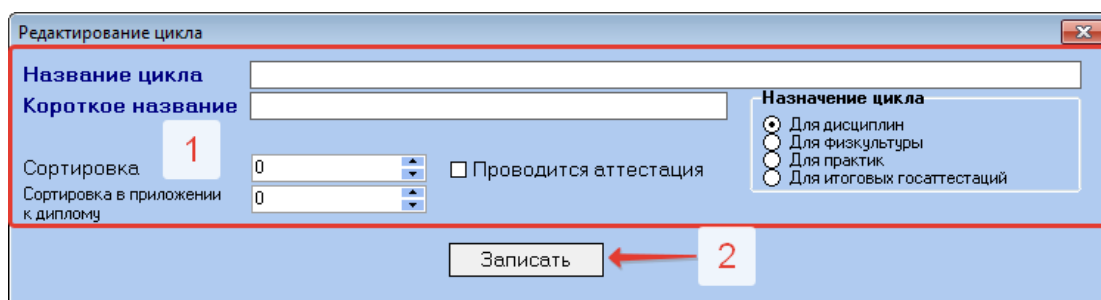 Редактирование цикла
Название цикла
Короткое название
Назначение цикла
Для дисциплин
Для физкультуры
Для практик
Для итоговых госаттестаций
1
Сортировка 0
Проводится аттестация
Сортировка в приложении
к диплому
0
Записать
2